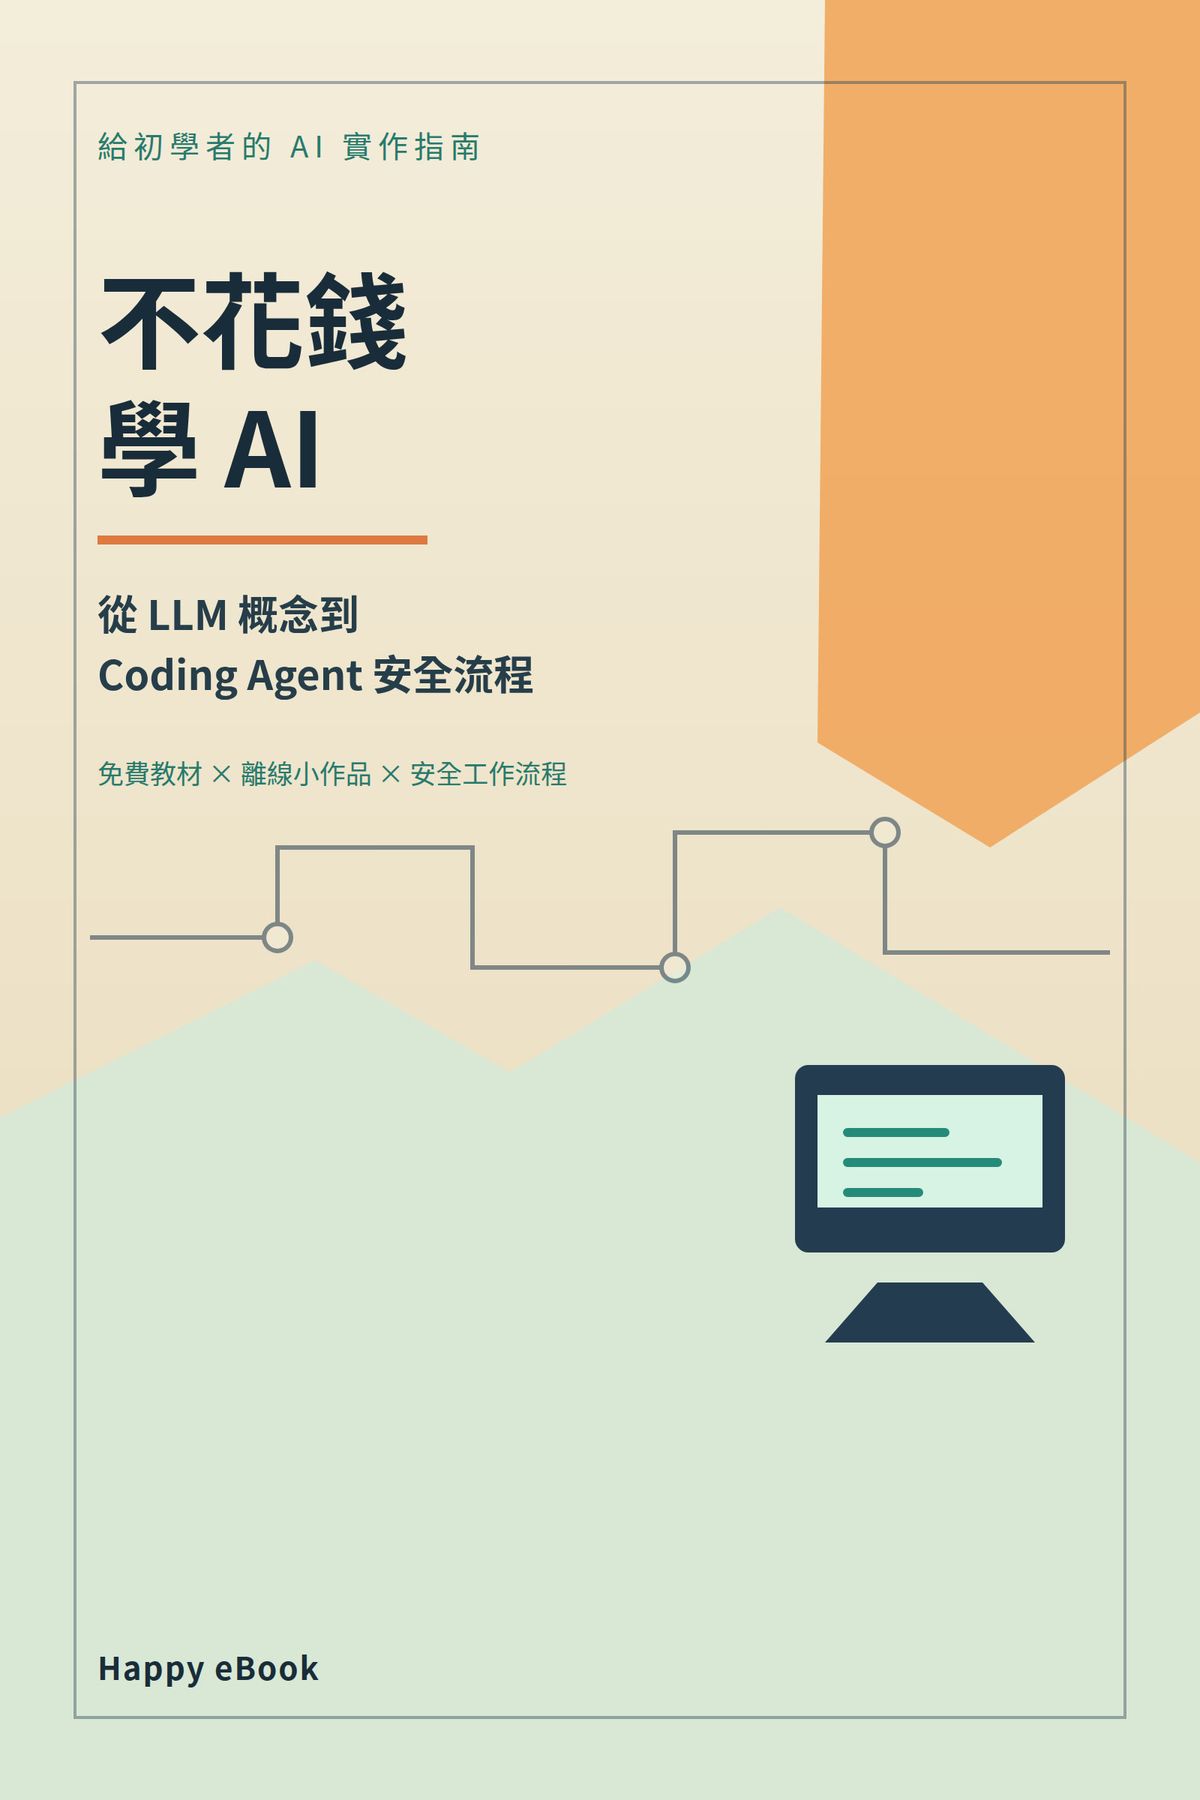 給初學者的 AI 實作指南
不花錢
學 AI
從 LLM 概念到
Coding Agent 安全流程
免費教材 × 離線小作品 × 安全工作流程
Happy eBook